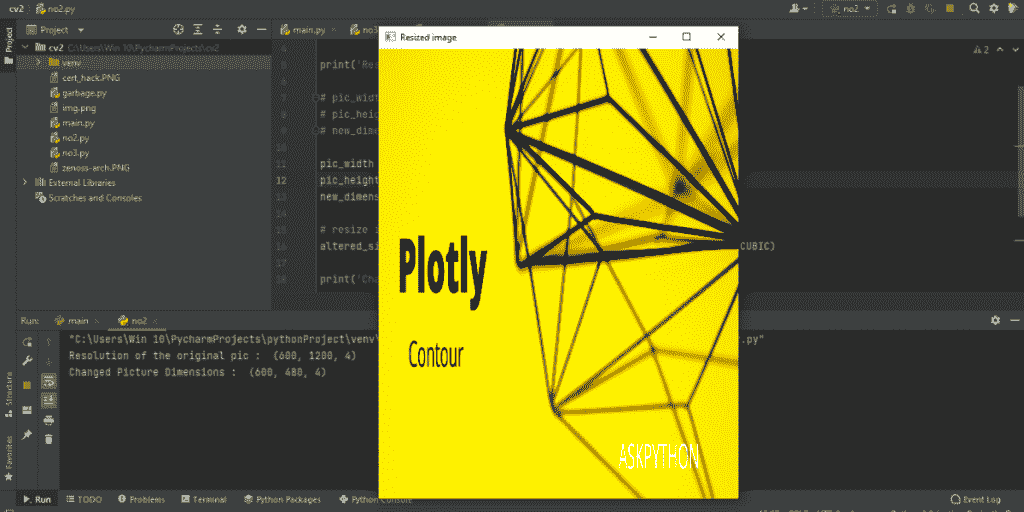 cv2 no2.py
no2
Project
cv2 C:\Users\Win 10\PycharmProjects\cv2
venv
cert_hack.PNG
garbage.py
img.png
main.py
no2.py
no3.py
zenoss-arch.PNG
External Libraries
Scratches and Consoles
Project
Structure
Favorites
main.py
no3
2
print('Res
# pic_widt
# pic_heig
# new_dime
11
pic_width
12
pic_height
new_dimens
# resize i
altered_si
CUBIC)
print('Cha
Resized image
Plotly
Contour
ASKPYTHON
Run: main no2
"C:\Users\Win 10\PycharmProjects\pythonProject\venv\
.py"
Resolution of the original pic : (600, 1200, 4)
Changed Picture Dimensions : (600, 480, 4)
Run TODO Problems Terminal Python Packages Python Console
Event Log